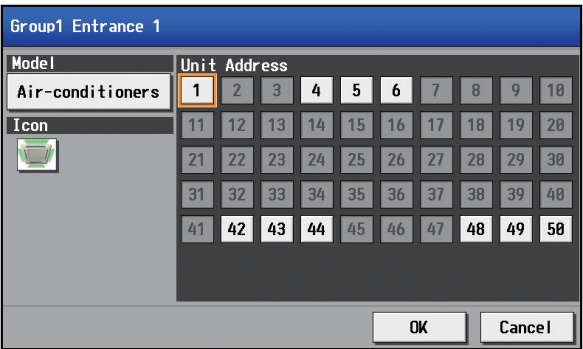 Group1 Entrance 1
Model
Air-conditioners
Icon
Unit Address
1 2 3 4 5 6 7 8 9 10
11 12 13 14 15 16 17 18 19 20
21 22 23 24 25 26 27 28 29 30
31 32 33 34 35 36 37 38 39 40
41 42 43 44 45 46 47 48 49 50
OK Cancel